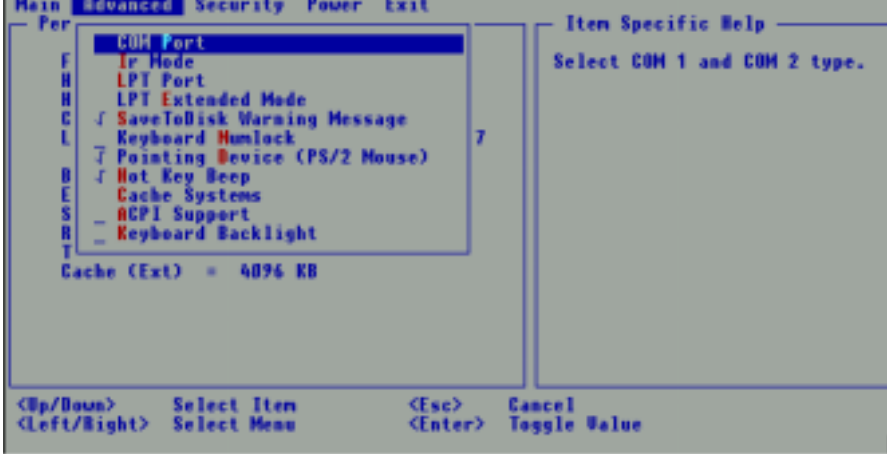 Main Advanced Security Power Exit
Per
Item Specific Help
COM Port
Select COM 1 and COM 2 type.
F Ir Mode
H LPT Port
H LPT Extended Mode
C √ SaveToDisk Warning Message
L _ Keyboard Numlock 7
√ Pointing Device (PS/2 Mouse)
B √ Hot Key Beep
E Cache Systems
S _ ACPI Support
R _ Keyboard Backlight
T
Cache (Ext) = 4096 KB
<Up/Down> Select Item <Esc> Cancel
<Left/Right> Select Menu <Enter> Toggle Value